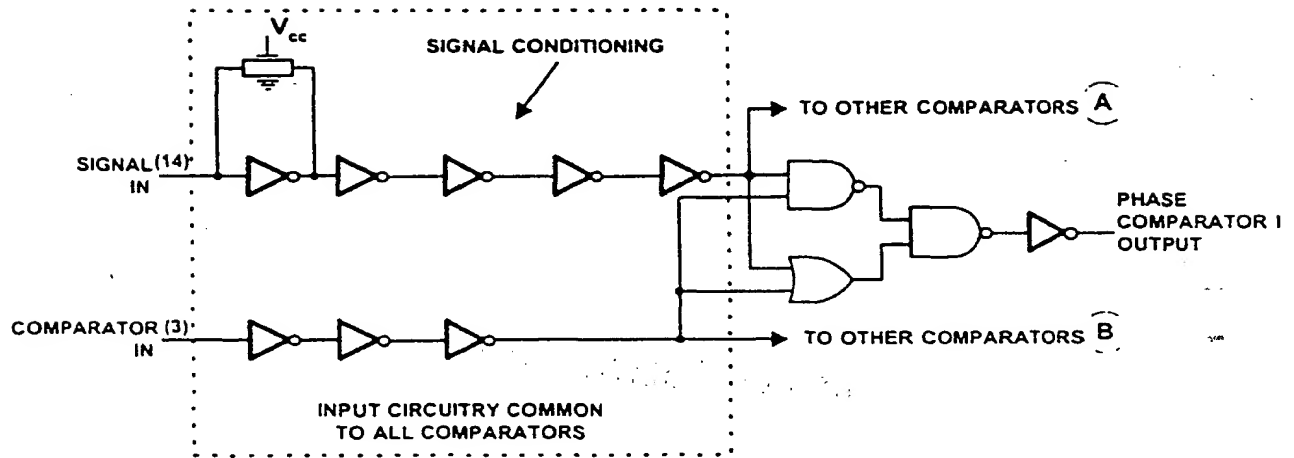 Vcc
SIGNAL CONDITIONING
TO OTHER COMPARATORS A
SIGNAL (14)
IN
PHASE
COMPARATOR I
OUTPUT
COMPARATOR (3)
IN
TO OTHER COMPARATORS B
INPUT CIRCUITRY COMMON
TO ALL COMPARATORS